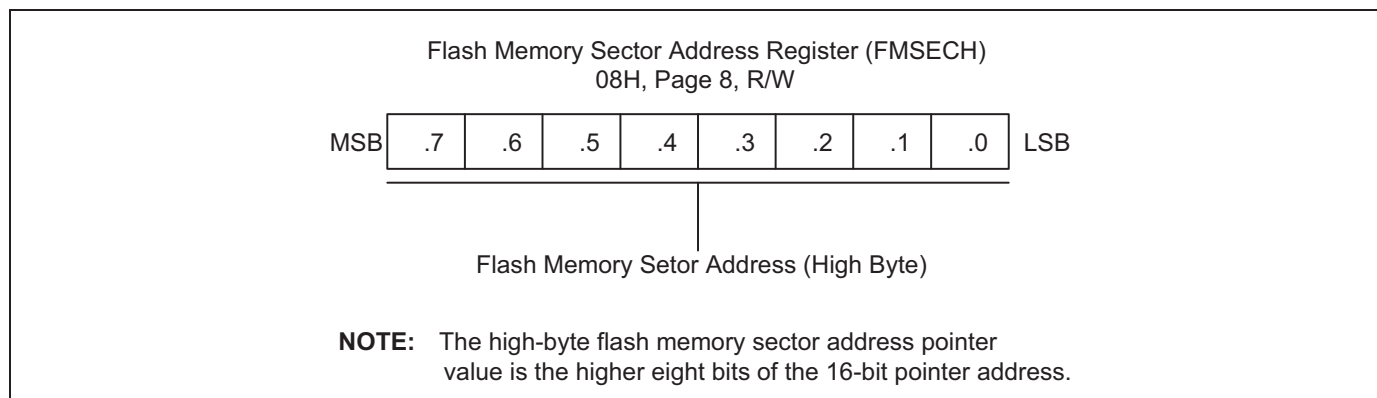 Flash Memory Sector Address Register (FMSECH)
08H, Page 8, R/W
MSB .7 .6 .5 .4 .3 .2 .1 .0 LSB
Flash Memory Setor Address (High Byte)
NOTE: The high-byte flash memory sector address pointer
value is the higher eight bits of the 16-bit pointer address.